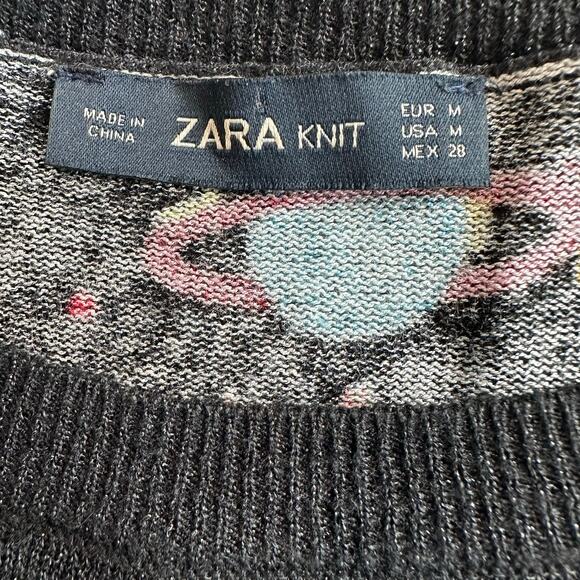 MADE IN
CHINA
ZARA KNIT
EUR M
USA M
MEX 28